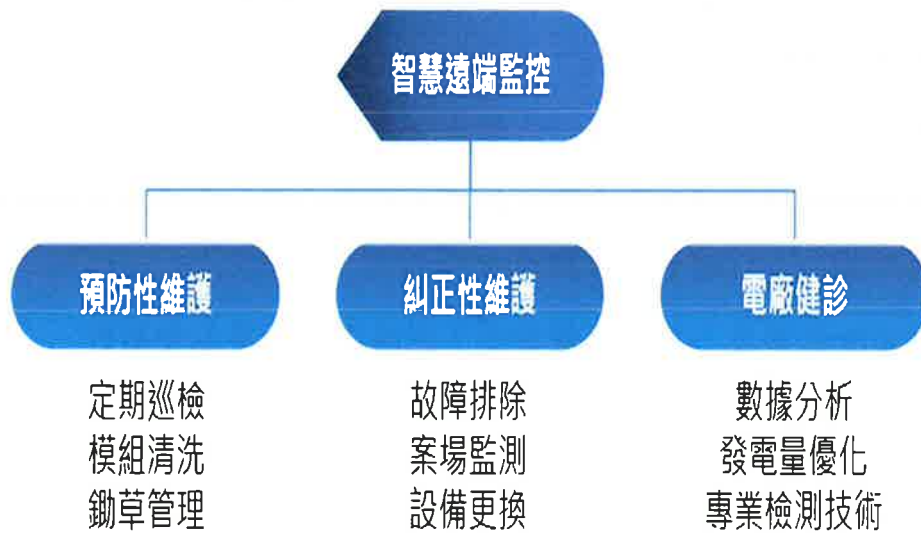 智慧遠端監控
預防性維護
糾正性維護
電廠健診
定期巡檢
模組清洗
鋤草管理
故障排除
案場監測
設備更換
數據分析
發電量優化
專業檢測技術